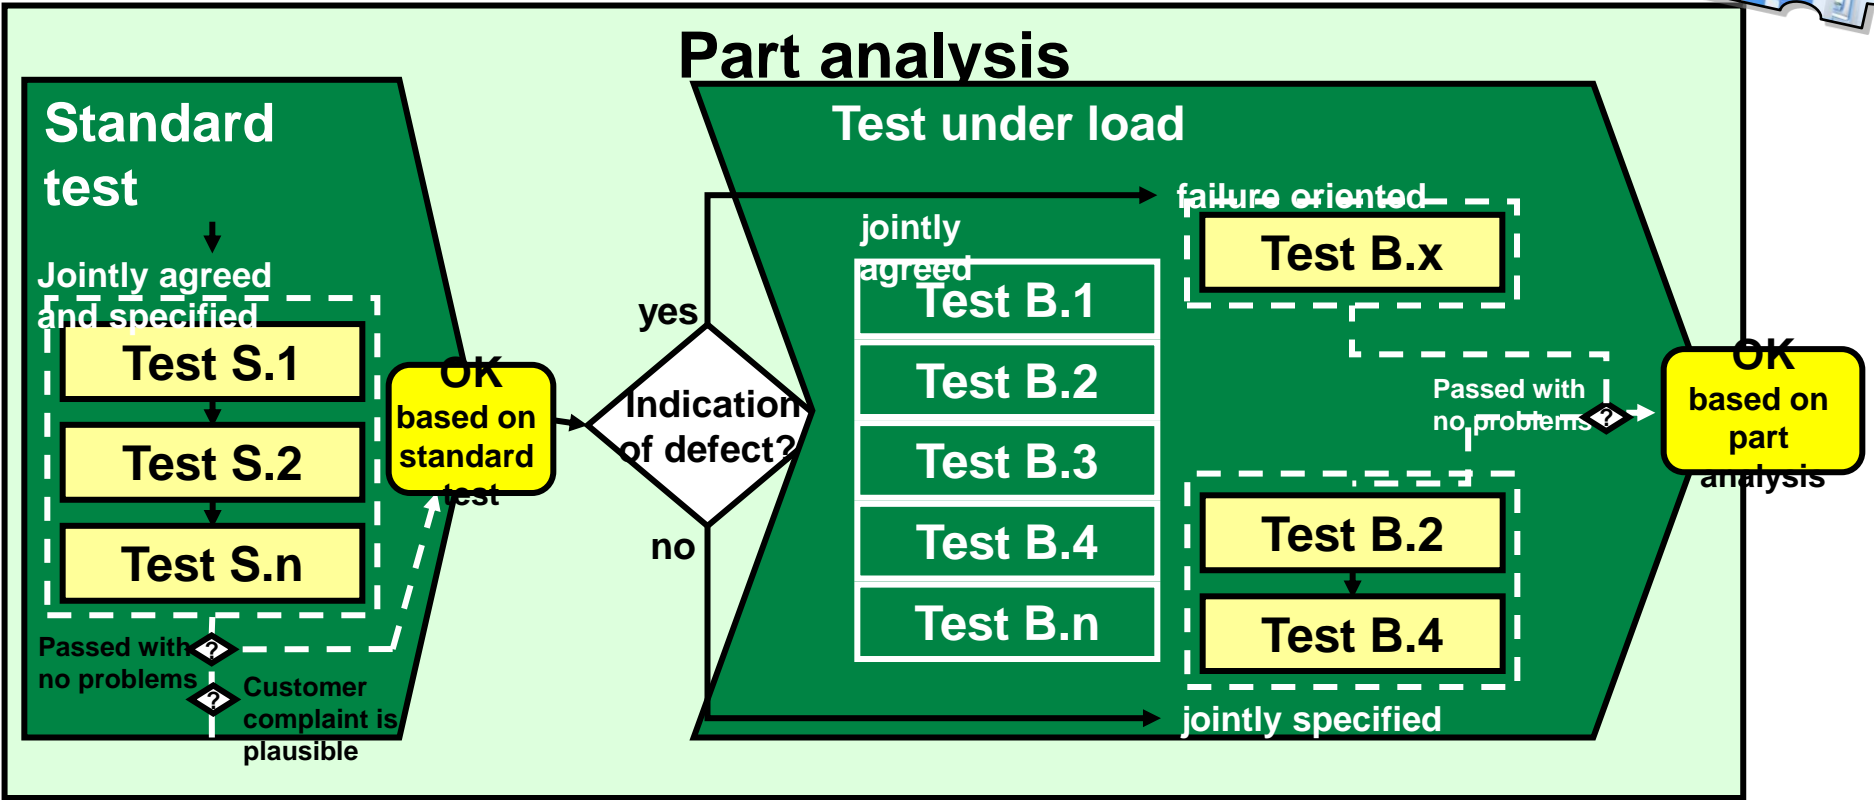 Part analysis
Standard
test
Jointly agreed
and specified
Test S.1
Test S.2
Test S.n
Passed with
no problems
?
?
Customer
complaint is
plausible
OK
based on
standard
test
yes
Indication
of defect?
no
Test under load
jointly
agreed
Test B.1
Test B.2
Test B.3
Test B.4
Test B.n
failure oriented
Test B.x
Passed with
no problems
?
Test B.2
Test B.4
jointly specified
OK
based on
part
analysis